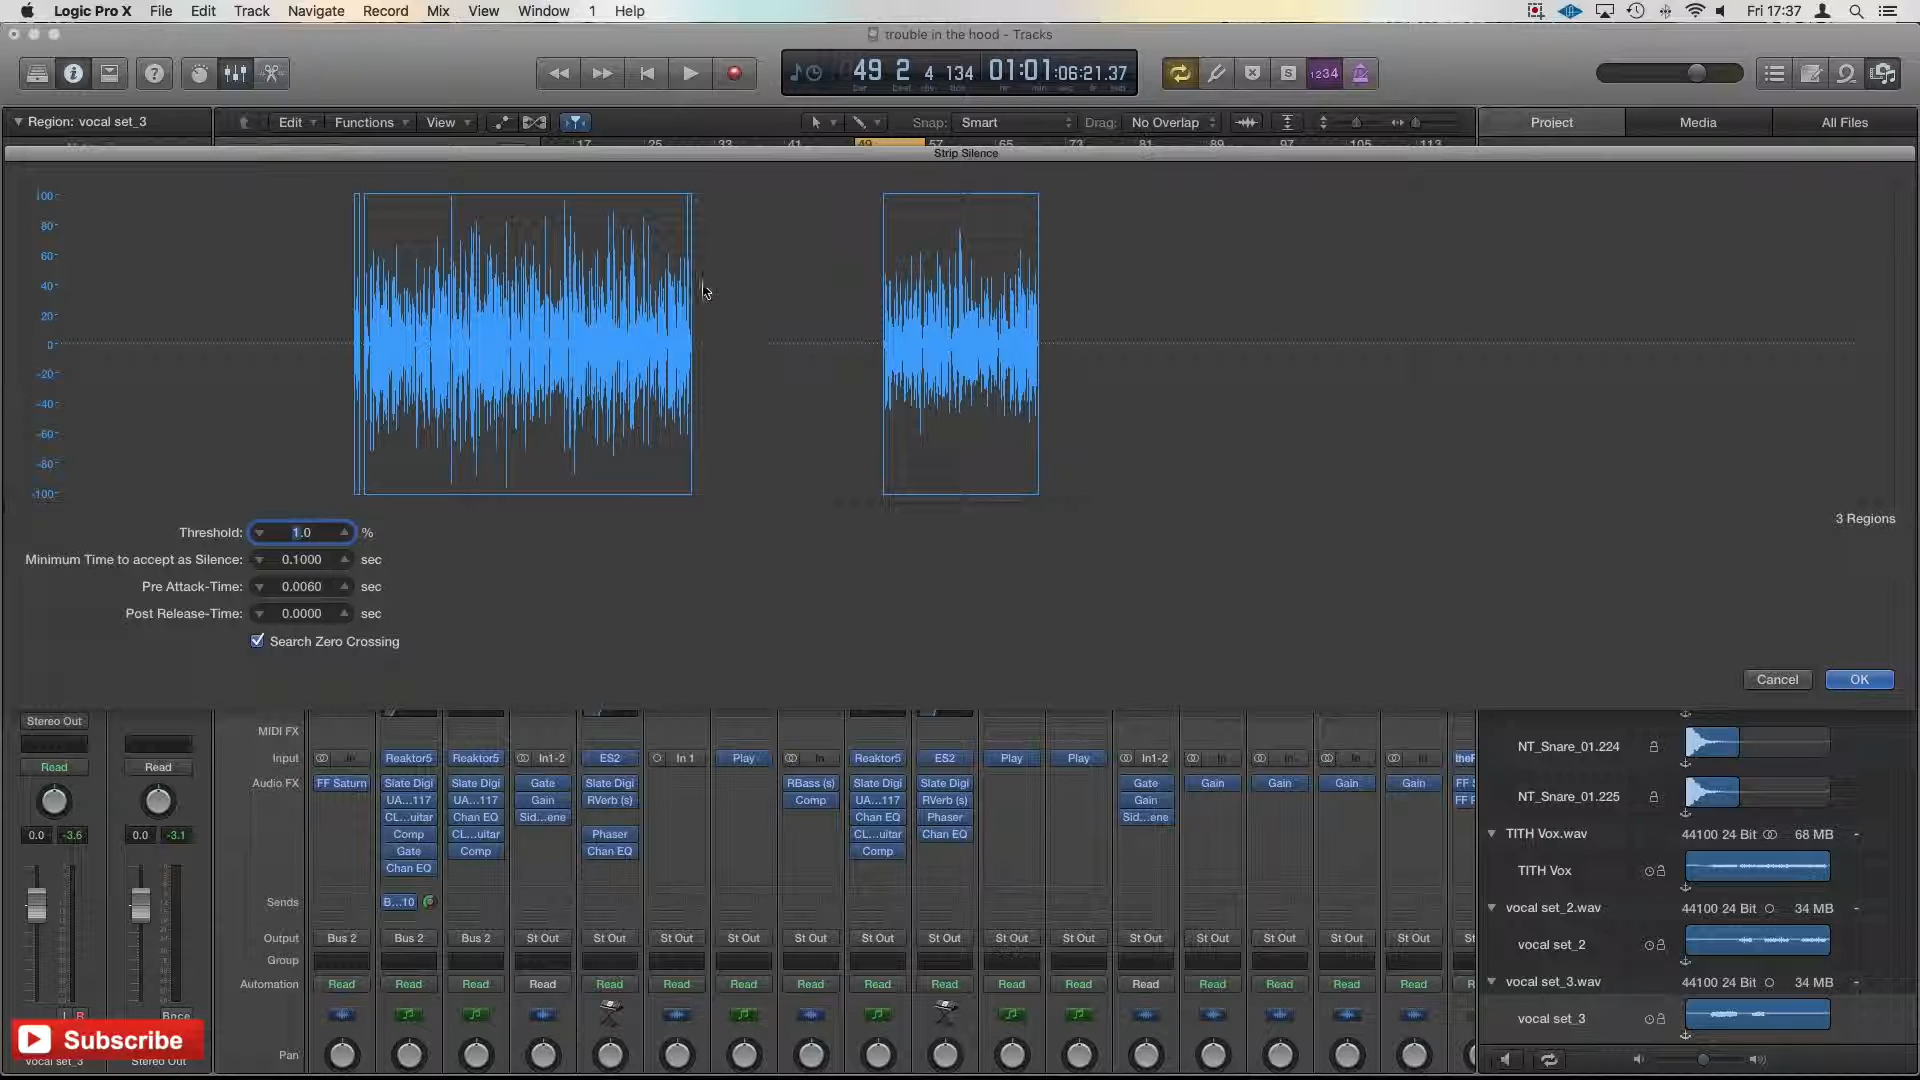 Logic Pro X File Edit Track Navigate Record Mix View Window 1 Help Fri 17:37
trouble in the hood - Tracks
49 2 4 134 01:01:06:21.37
bar beat div tick hr min sec fr sub
S 1234
Region: vocal set_3 Edit Functions View Snap: Smart Drag: No Overlap Project Media All Files
17 25 33 41 49 57 65 73 81 89 97 105 113
Strip Silence
100
80
60
40
20
0
-20
-40
-60
-80
-100
Threshold: 1.0 %
3 Regions
Minimum Time to accept as Silence: 0.1000 sec
Pre Attack-Time: 0.0060 sec
Post Release-Time: 0.0000 sec
Search Zero Crossing
Cancel OK
Stereo Out MIDI FX
Input In Reaktor5 Reaktor5 In1-2 ES2 In 1 Play In Reaktor5 ES2 Play Play In1-2 In In In In
Read Read Audio FX FF Saturn Slate Digi Slate Digi Gate Slate Digi RBass (s) Slate Digi Slate Digi Gate Gain Gain Gain Gain
UA...117 UA...117 Gain RVerb (s) Comp UA...117 RVerb (s) Gain
CL...uitar Chan EQ Sid...ene Chan EQ Phaser Sid...ene
0.0 -3.6 0.0 -3.1 Comp CL...uitar Phaser CL...uitar Chan EQ
Gate Comp Chan EQ Comp
Chan EQ
Sends B...10
Output Bus 2 Bus 2 Bus 2 St Out St Out St Out St Out St Out St Out St Out St Out St Out St Out St Out St Out St Out St Out
Group
Automation Read Read Read Read Read Read Read Read Read Read Read Read Read Read Read Read Read
Bnce
Pan
vocal set_3 Stereo Out
Subscribe
NT_Snare_01.224
NT_Snare_01.225
TITH Vox.wav 44100 24 Bit 68 MB -
TITH Vox
vocal set_2.wav 44100 24 Bit 34 MB -
vocal set_2
vocal set_3.wav 44100 24 Bit 34 MB -
vocal set_3